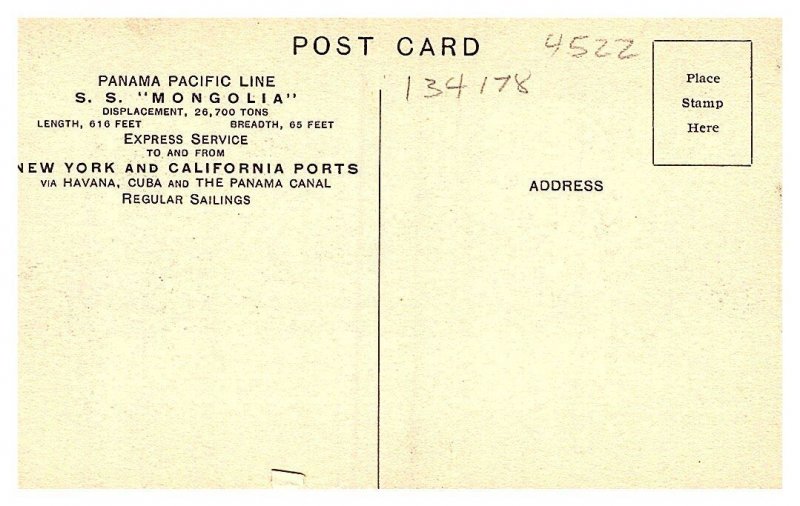 POST CARD
4522
134178
PANAMA PACIFIC LINE
S. S. "MONGOLIA"
DISPLACEMENT, 26,700 TONS
LENGTH, 616 FEET BREADTH, 65 FEET
EXPRESS SERVICE
TO AND FROM
NEW YORK AND CALIFORNIA PORTS
VIA HAVANA, CUBA AND THE PANAMA CANAL
REGULAR SAILINGS
Place
Stamp
Here
ADDRESS